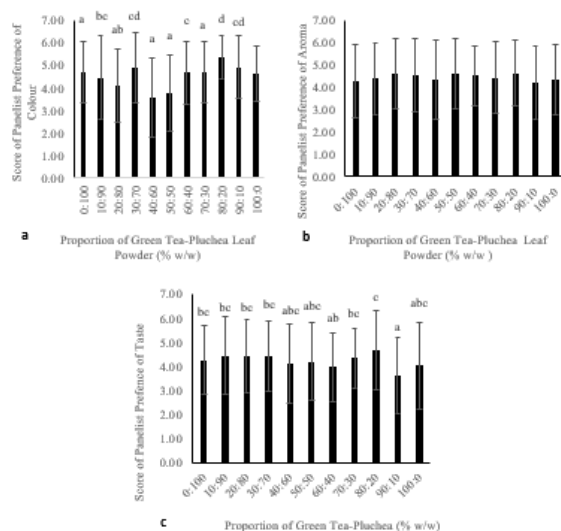 7.00
6.00
5.00
4.00
3.00
2.00
1.00
0.00
Score of Panelist Preference of
Colour
a bc ab cd a a c a d cd
0:100 10:90 20:80 30:70 40:60 50:50 60:40 70:30 80:20 90:10 100:0
a
Proportion of Green Tea-Pluchea Leaf
Powder (% w/w)
7.00
6.00
5.00
4.00
3.00
2.00
1.00
0.00
Score of Panelist Preference of Aroma
0:100 10:90 20:80 30:70 40:60 50:50 60:40 70:30 80:20 90:10 100:0
b
Proportion of Green Tea-Pluchea Leaf
Powder (% w/w )
7.00
6.00
5.00
4.00
3.00
2.00
1.00
0.00
Score of Panelist Prefence of Taste
bc bc bc bc abc abc ab bc c a abc
0:100 10:90 20:80 30:70 40:60 50:50 60:40 70:30 80:20 90:10 100:0
c
Proportion of Green Tea-Pluchea (% w/w)